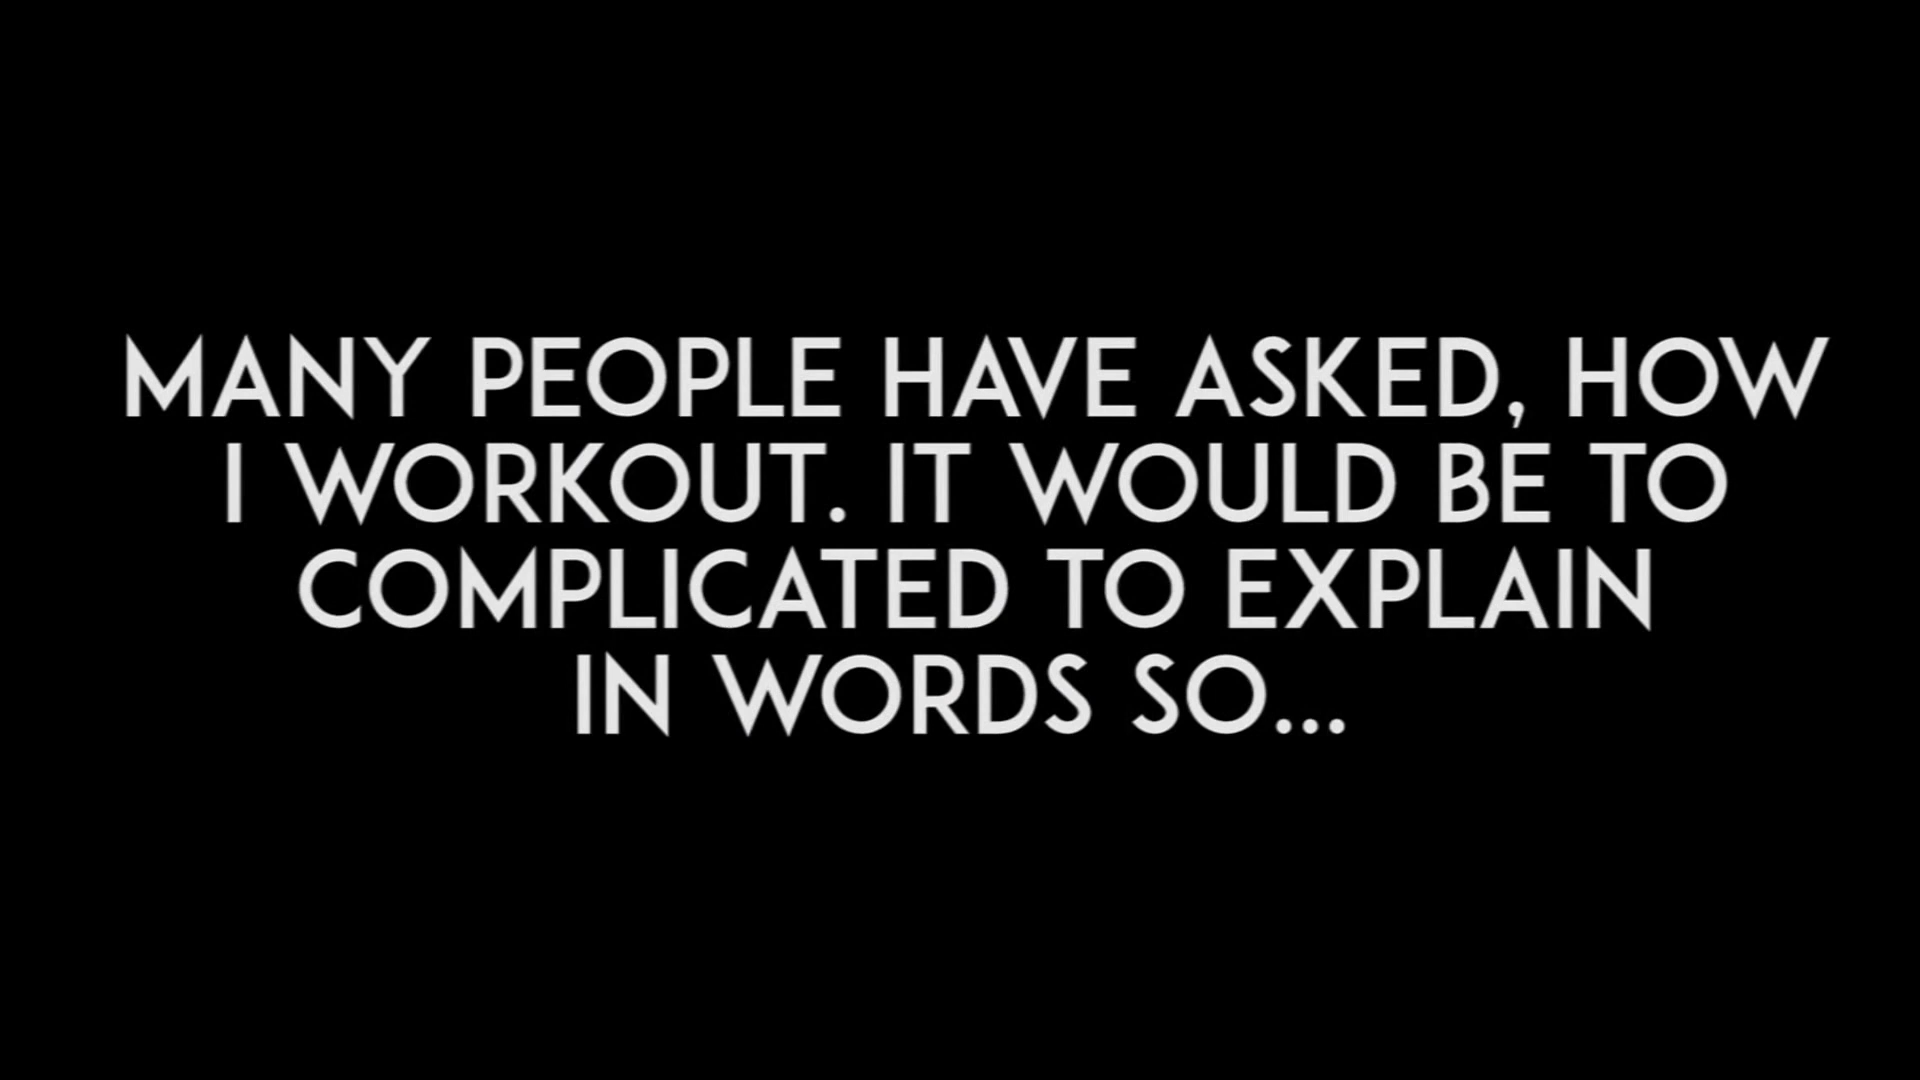 MANY PEOPLE HAVE ASKED, HOW
I WORKOUT. IT WOULD BE TO
COMPLICATED TO EXPLAIN
IN WORDS SO...